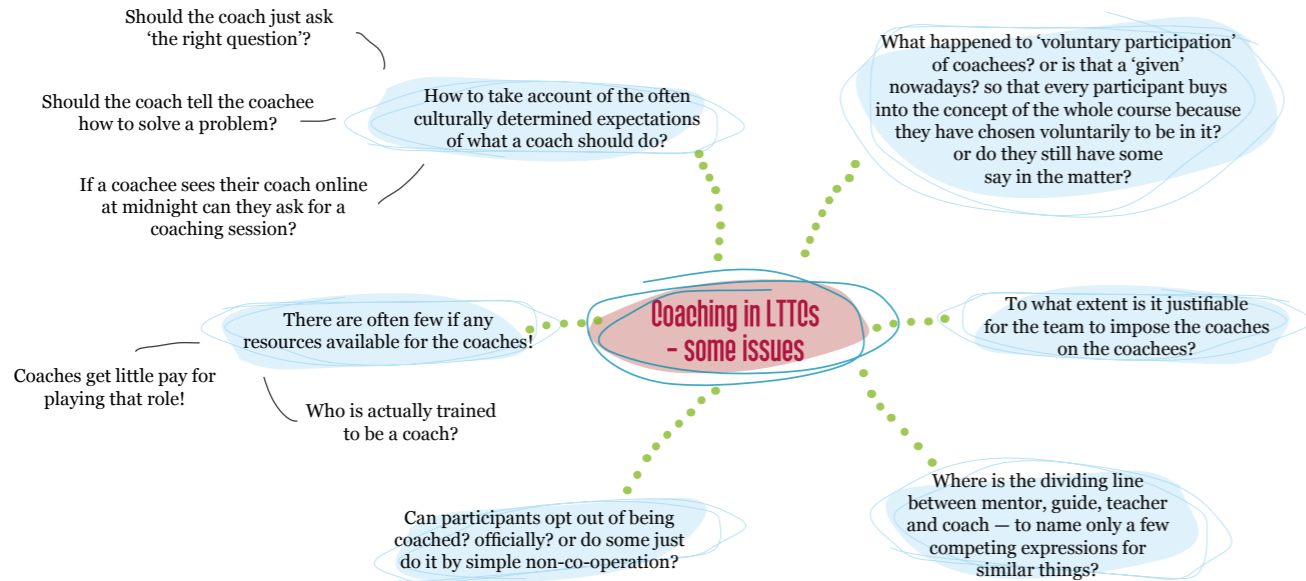 Should the coach just ask
‘the right question’?
Should the coach tell the coachee
how to solve a problem?
If a coachee sees their coach online
at midnight can they ask for a
coaching session?
How to take account of the often
culturally determined expectations
of what a coach should do?
What happened to ‘voluntary participation’
of coachees? or is that a ‘given’
nowadays? so that every participant buys
into the concept of the whole course because
they have chosen voluntarily to be in it?
or do they still have some
say in the matter?
There are often few if any
resources available for the coaches!
Coaches get little pay for
playing that role!
Who is actually trained
to be a coach?
Coaching in LTTCs
– some issues
To what extent is it justifiable
for the team to impose the coaches
on the coachees?
Can participants opt out of being
coached? officially? or do some just
do it by simple non-co-operation?
Where is the dividing line
between mentor, guide, teacher
and coach — to name only a few
competing expressions for
similar things?